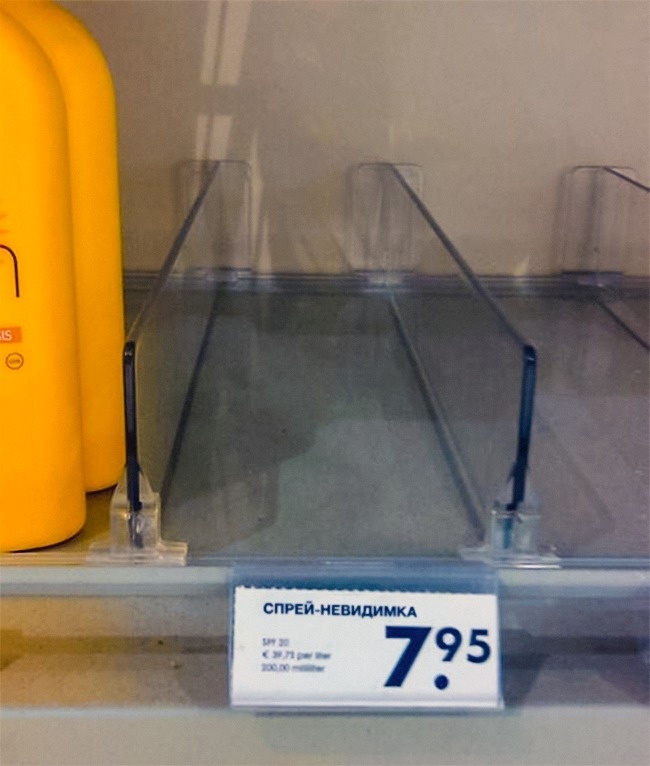 СПРЕЙ-НЕВИДИМКА
SPF 20
€ 39,75 per liter
200,00 milliliter
7.95